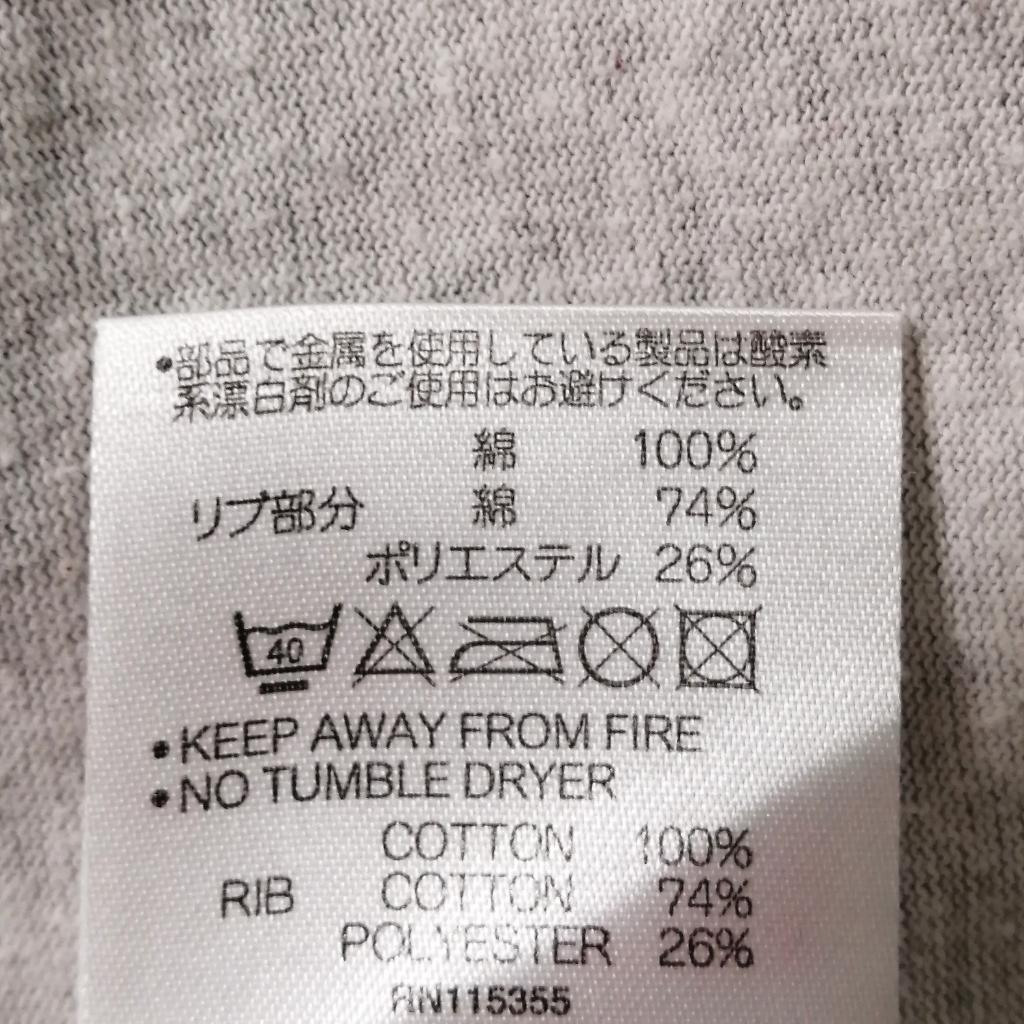 •部品で金属を使用している製品は酸素
系漂白剤のご使用はお避けください。
綿 100%
リブ部分 綿 74%
ポリエステル 26%
40
•KEEP AWAY FROM FIRE
•NO TUMBLE DRYER
COTTON 100%
RIB COTTON 74%
POLYESTER 26%
RN115355